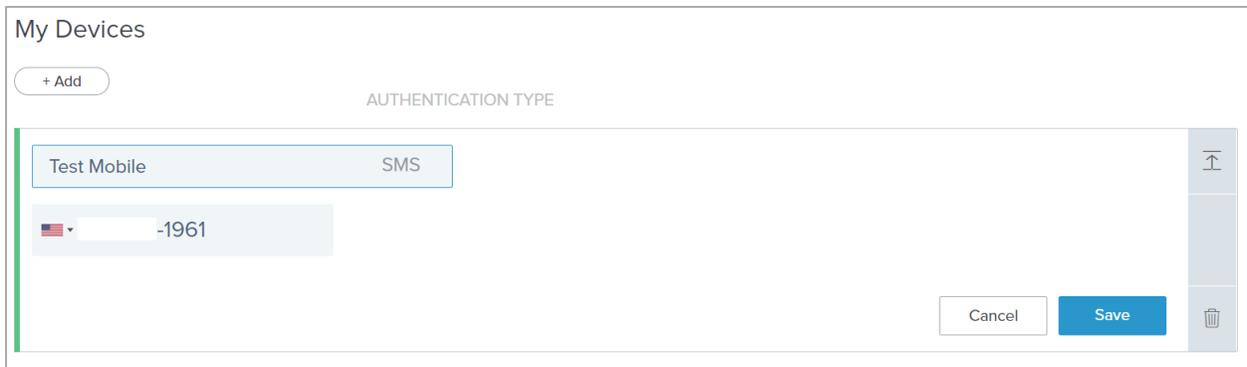 My Devices
+ Add
AUTHENTICATION TYPE
Test Mobile SMS
-1961
Cancel Save